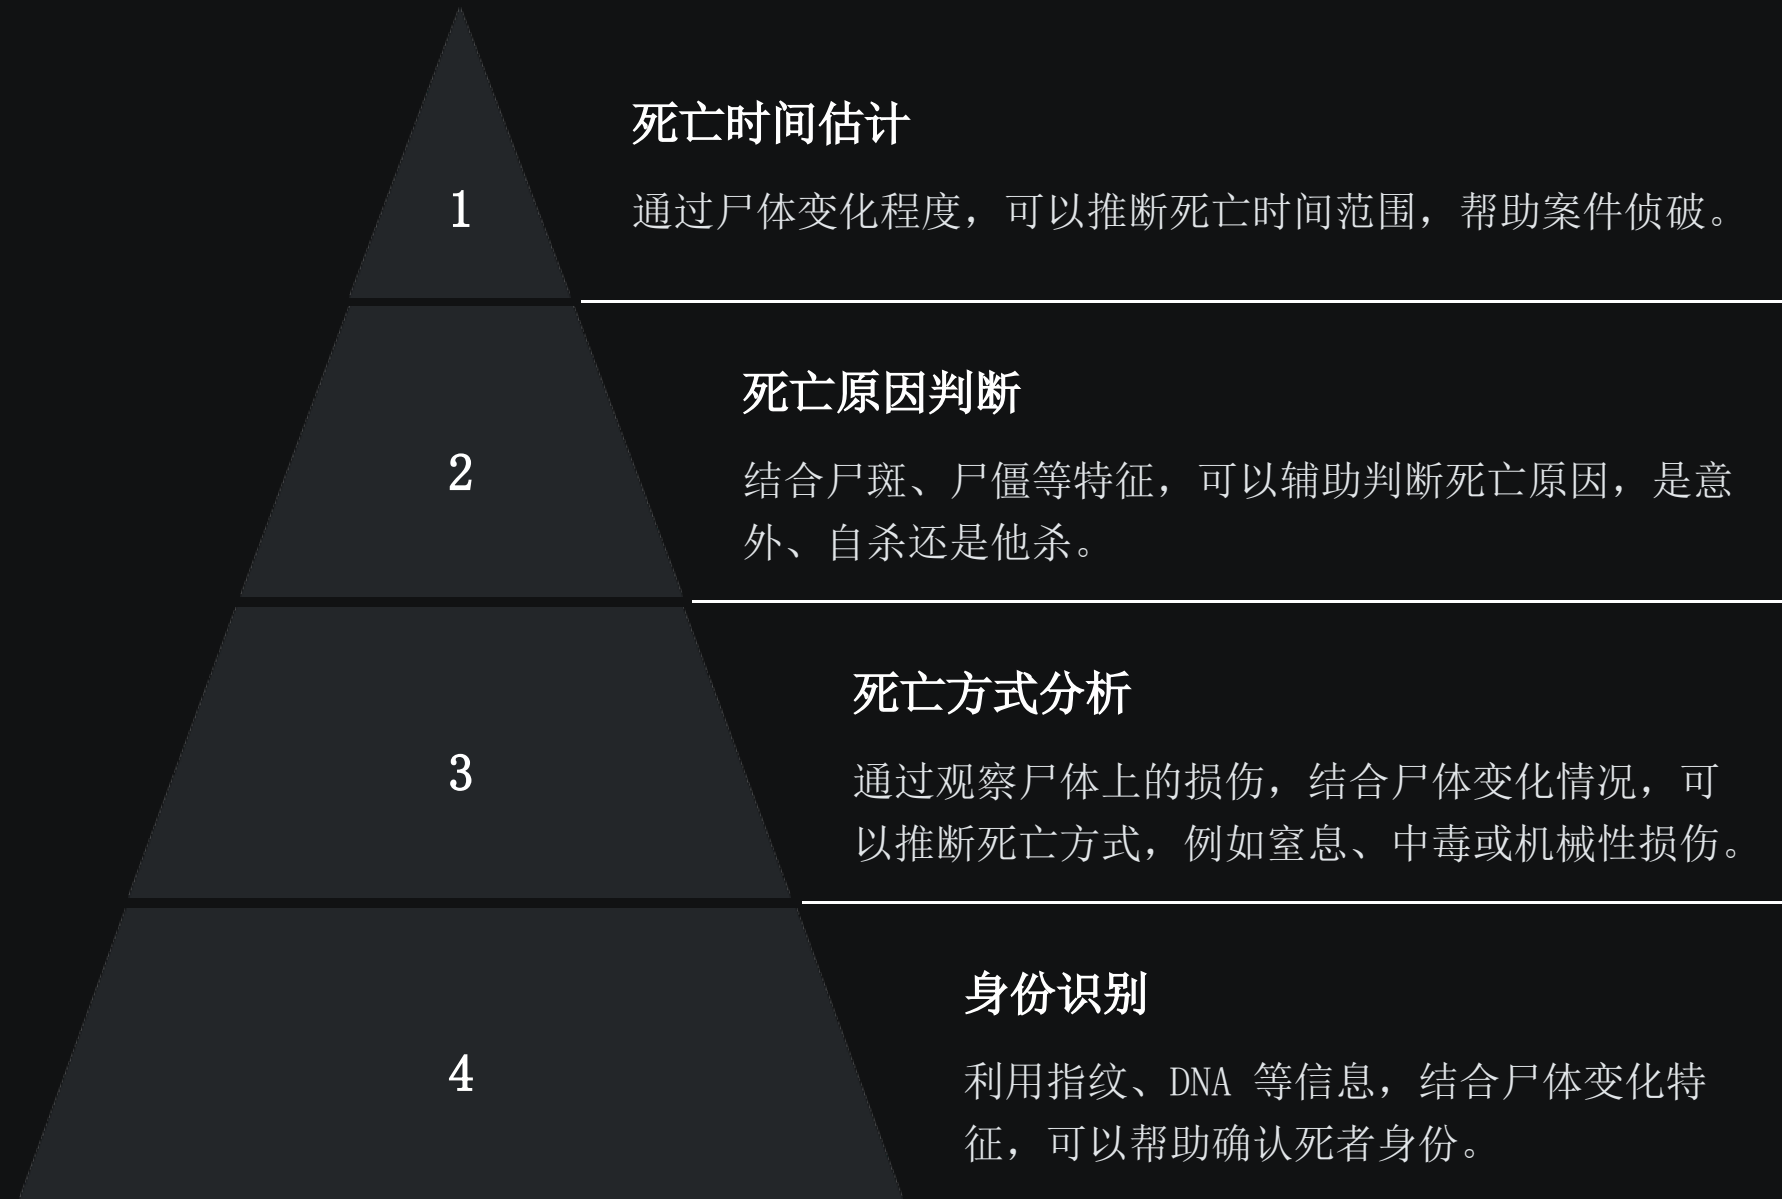 1
死亡时间估计
通过尸体变化程度，可以推断死亡时间范围，帮助案件侦破。
2
死亡原因判断
结合尸斑、尸僵等特征，可以辅助判断死亡原因，是意
外、自杀还是他杀。
3
死亡方式分析
通过观察尸体上的损伤，结合尸体变化情况，可
以推断死亡方式，例如窒息、中毒或机械性损伤。
4
身份识别
利用指纹、DNA 等信息，结合尸体变化特
征，可以帮助确认死者身份。